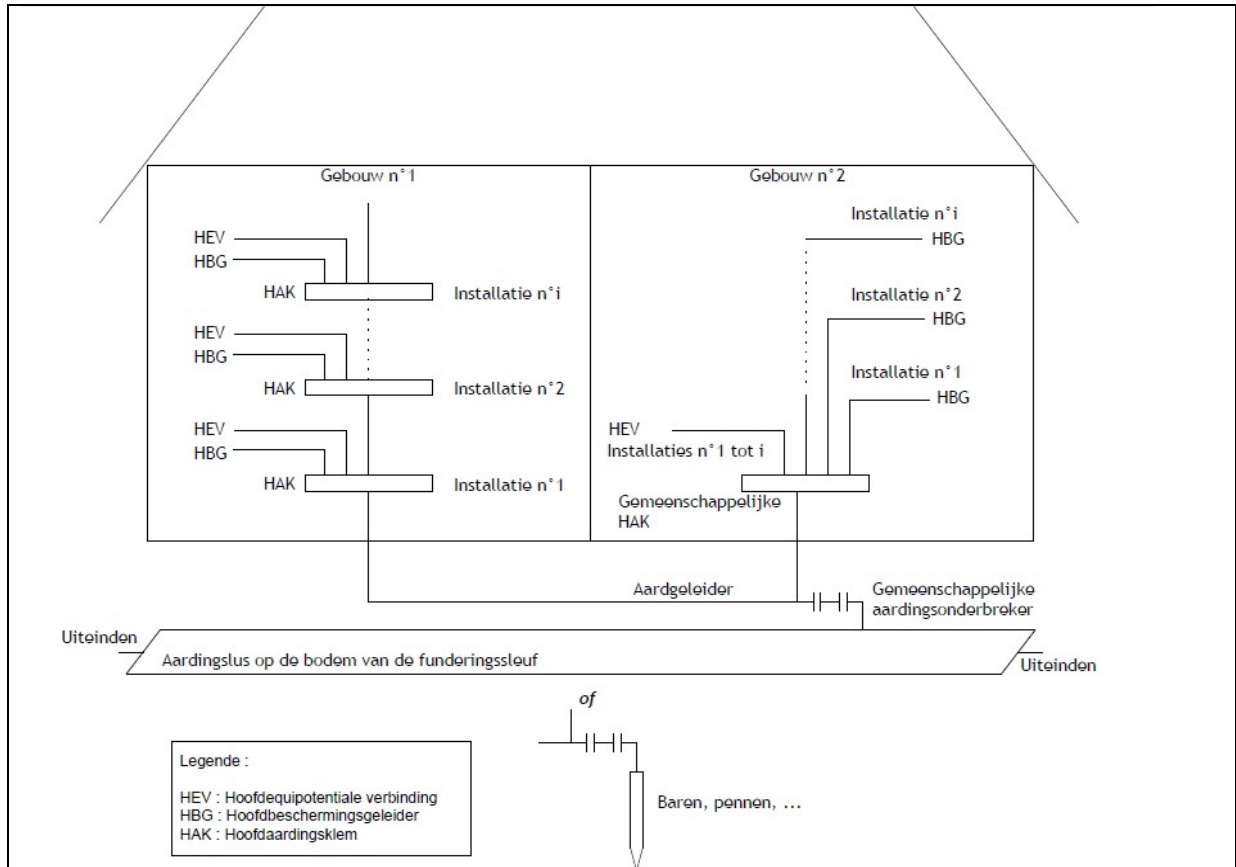 Gebouw n°1
HEV
HBG
HAK
Installatie n°i
HEV
HBG
HAK
Installatie n°2
HEV
HBG
HAK
Installatie n°1
Gebouw n°2
Installatie n°i
HBG
Installatie n°2
HBG
Installatie n°1
HBG
HEV
Installaties n°1 tot i
Gemeenschappelijke
HAK
Aardgeleider
Gemeenschappelijke
aardingsonderbreker
Uiteinden
Aardingslus op de bodem van de funderingssleuf
Uiteinden
of
Baren, pennen, ...
Legende :
HEV : Hoofdequipotentiale verbinding
HBG : Hoofdbeschermingsgeleider
HAK : Hoofdaardingsklem